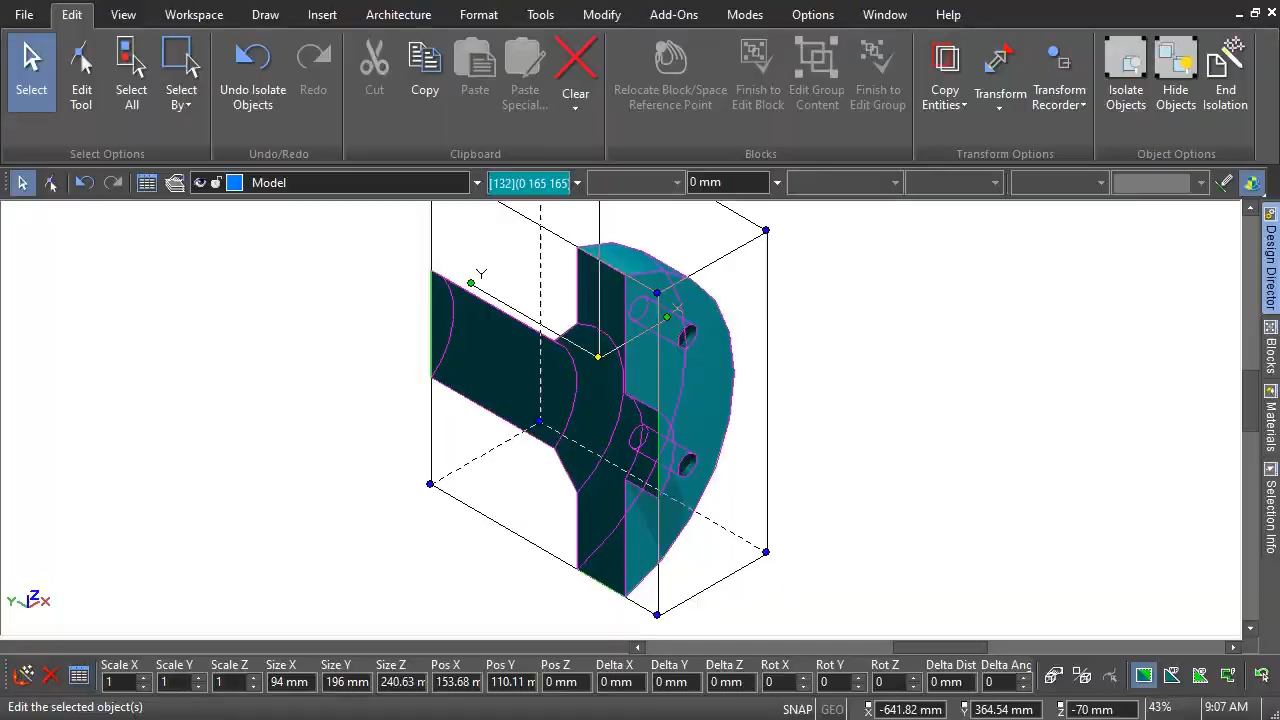 File Edit View Workspace Draw Insert Architecture Format Tools Modify Add-Ons Modes Options Window Help
Select
Edit Tool
Select All
Select By
Undo Isolate Objects
Redo
Cut
Copy
Paste
Paste Special...
Clear
Relocate Block/Space Reference Point
Finish to Edit Block
Edit Group Content
Finish to Edit Group
Copy Entities
Transform
Transform Recorder
Isolate Objects
Hide Objects
End Isolation
Select Options Undo/Redo Clipboard Blocks Transform Options Object Options
Model [132](0 165 165) 0 mm
Design Director
Blocks
Materials
Selection Info
Y
X
Z
Y X
Scale X Scale Y Scale Z Size X Size Y Size Z Pos X Pos Y Pos Z Delta X Delta Y Delta Z Rot X Rot Y Rot Z Delta Dist Delta Ang
1 1 1 94 mm 196 mm 240,63 m 153.68 m 110.11 m 0 mm 0 mm 0 mm 0 mm 0 0 0 0 mm 0
Edit the selected object(s) SNAP GEO X -641.82 mm Y 364.54 mm Z -70 mm 43% 9:07 AM